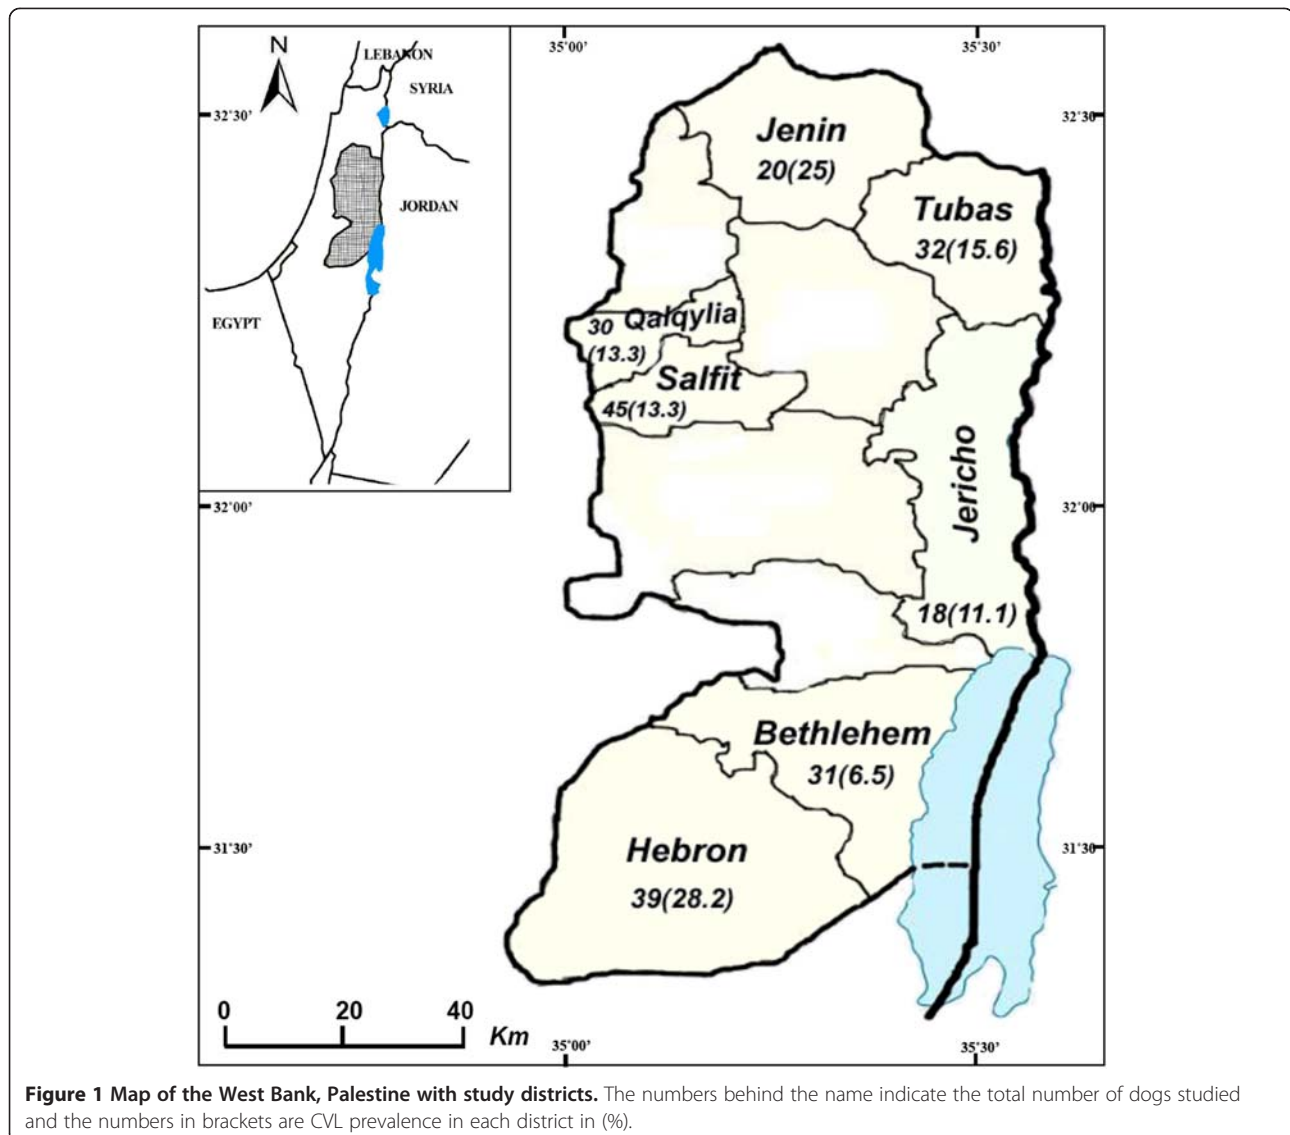 35°00'
35°30'
N
LEBANON
SYRIA
32°30'
32°30
JORDAN
EGYPT
Jenin
20(25)
Tubas
32(15.6)
30 Qalqylia
(13.3)
Salfit
45(13.3)
Jericho
18(11.1)
32°00'
32°00
Bethlehem
31(6.5)
31°30'
31°30
Hebron
39(28.2)
0 20 40
Km
35°00'
35°30'
Figure 1 Map of the West Bank, Palestine with study districts. The numbers behind the name indicate the total number of dogs studied
and the numbers in brackets are CVL prevalence in each district in (%).